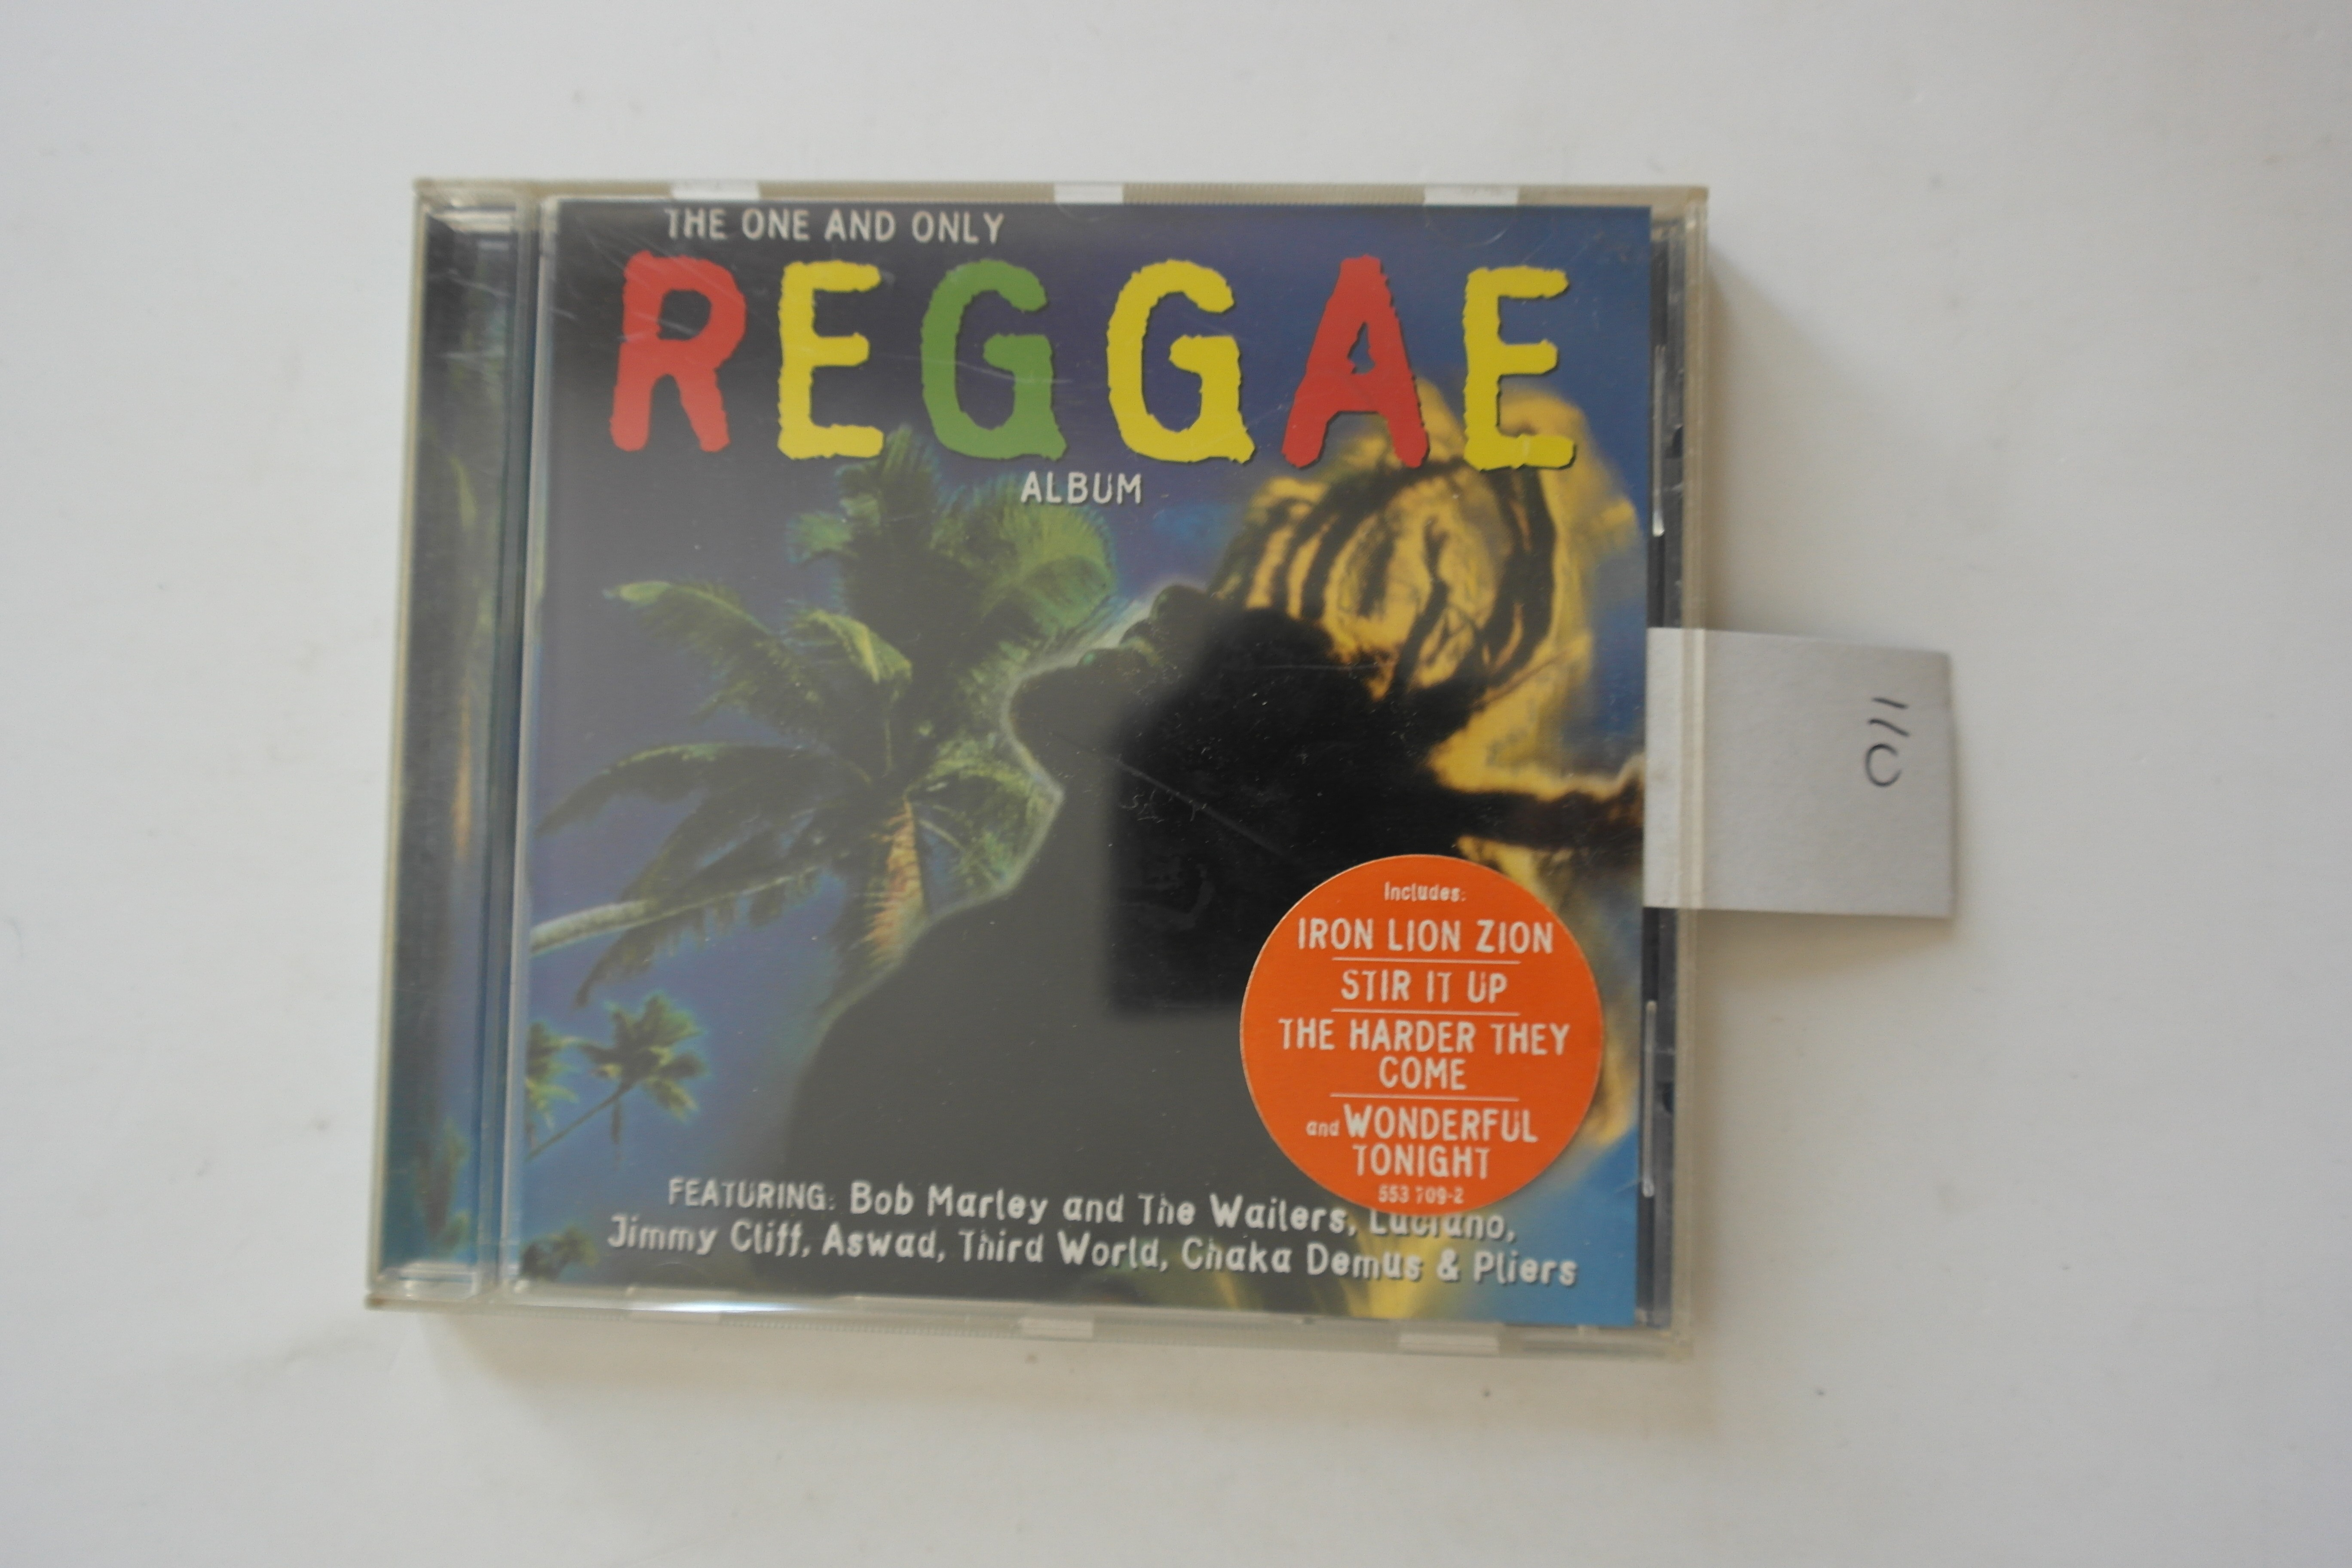 THE ONE AND ONLY
REGGAE
ALBUM
Includes:
IRON LION ZION
STIR IT UP
THE HARDER THEY
COME
and WONDERFUL
TONIGHT
553 709-2
FEATURING: Bob Marley and The Wailers, Luciano,
Jimmy Cliff, Aswad, Third World, Chaka Demus & Pliers
110